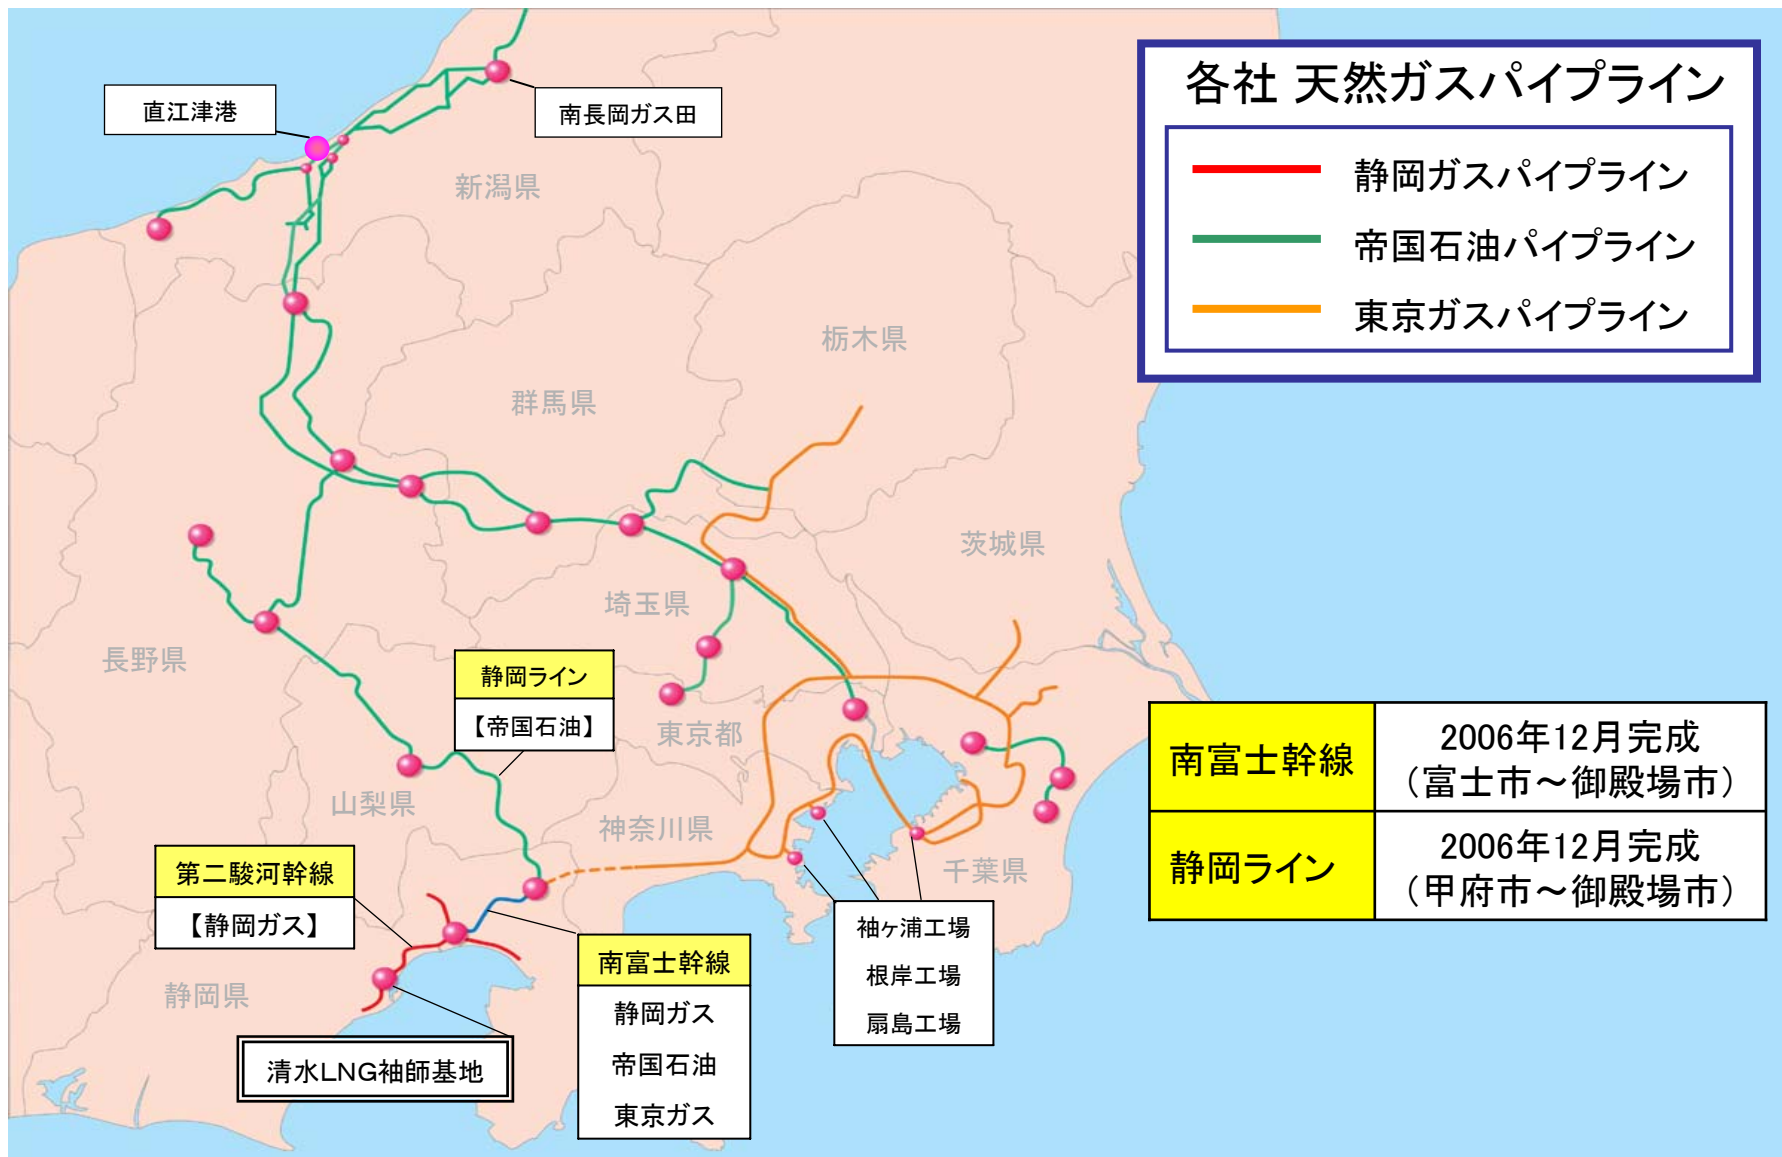 各社 天然ガスパイプライン
静岡ガスパイプライン
帝国石油パイプライン
東京ガスパイプライン
直江津港
南長岡ガス田
新潟県
栃木県
群馬県
茨城県
埼玉県
長野県
静岡ライン
【帝国石油】
東京都
山梨県
神奈川県
千葉県
第二駿河幹線
【静岡ガス】
静岡県
南富士幹線
静岡ガス
帝国石油
東京ガス
清水LNG袖師基地
袖ヶ浦工場
根岸工場
扇島工場
南富士幹線
2006年12月完成
（富士市～御殿場市）
静岡ライン
2006年12月完成
（甲府市～御殿場市）